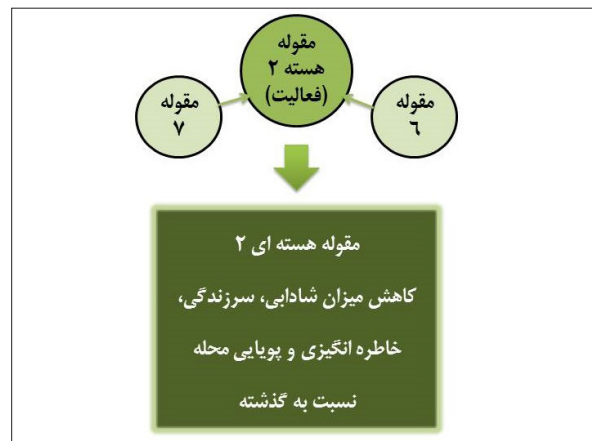 مقوله
هسته ۲
(فعالیت)
مقوله
٦
مقوله
۷
مقوله هسته ای ۲
کاهش میزان شادابی، سرزندگی،
خاطره انگیزی و پویایی محله
نسبت به گذشته